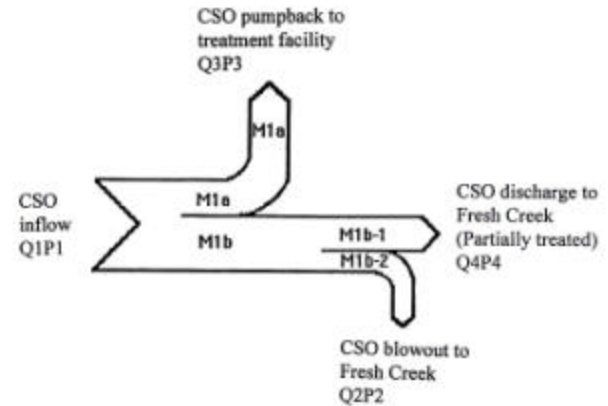 CSO pumpback to
treatment facility
Q3P3
M1a
CSO
inflow
Q1P1
M1a
M1b
M1b-1
M1b-2
CSO discharge to
Fresh Creek
(Partially treated)
Q4P4
CSO blowout to
Fresh Creek
Q2P2